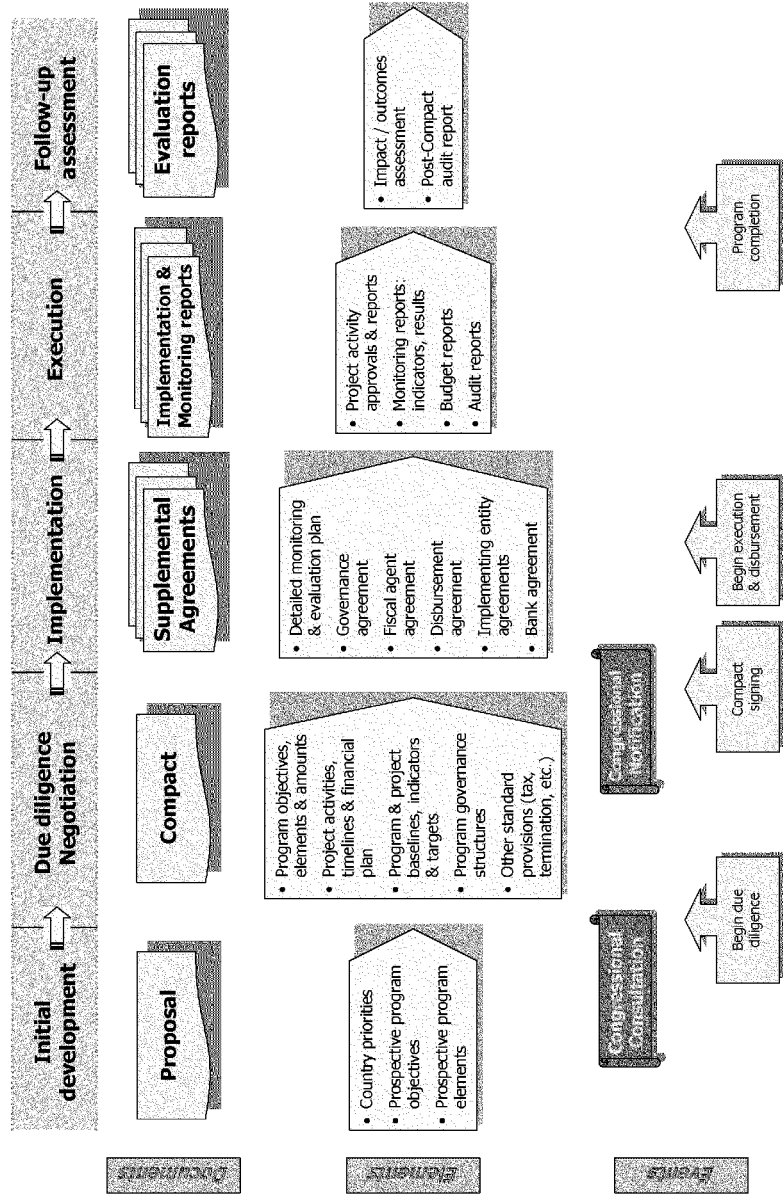 Initial
development
Due diligence
Negotiation
Implementation
Execution
Follow-up
assessment
Documents
Proposal
Compact
Supplemental
Agreements
Implementation &
Monitoring reports
Evaluation
reports
Elements
• Country priorities
• Prospective program
objectives
• Prospective program
elements
• Program objectives,
elements & amounts
• Project activities,
timelines & financial
plan
• Program & project
baselines, indicators
& targets
• Program governance
structures
• Other standard
provisions (tax,
termination, etc.)
• Detailed monitoring
& evaluation plan
• Governance
agreement
• Fiscal agent
agreement
• Disbursement
agreement
• Implementing entity
agreements
• Bank agreement
• Project activity
approvals & reports
• Monitoring reports:
indicators, results
• Budget reports
• Audit reports
• Impact / outcomes
assessment
• Post-Compact
audit report
Events
Congressional
Consultation
Congressional
Notification
Begin due
diligence
Compact
signing
Begin execution
& disbursement
Program
completion